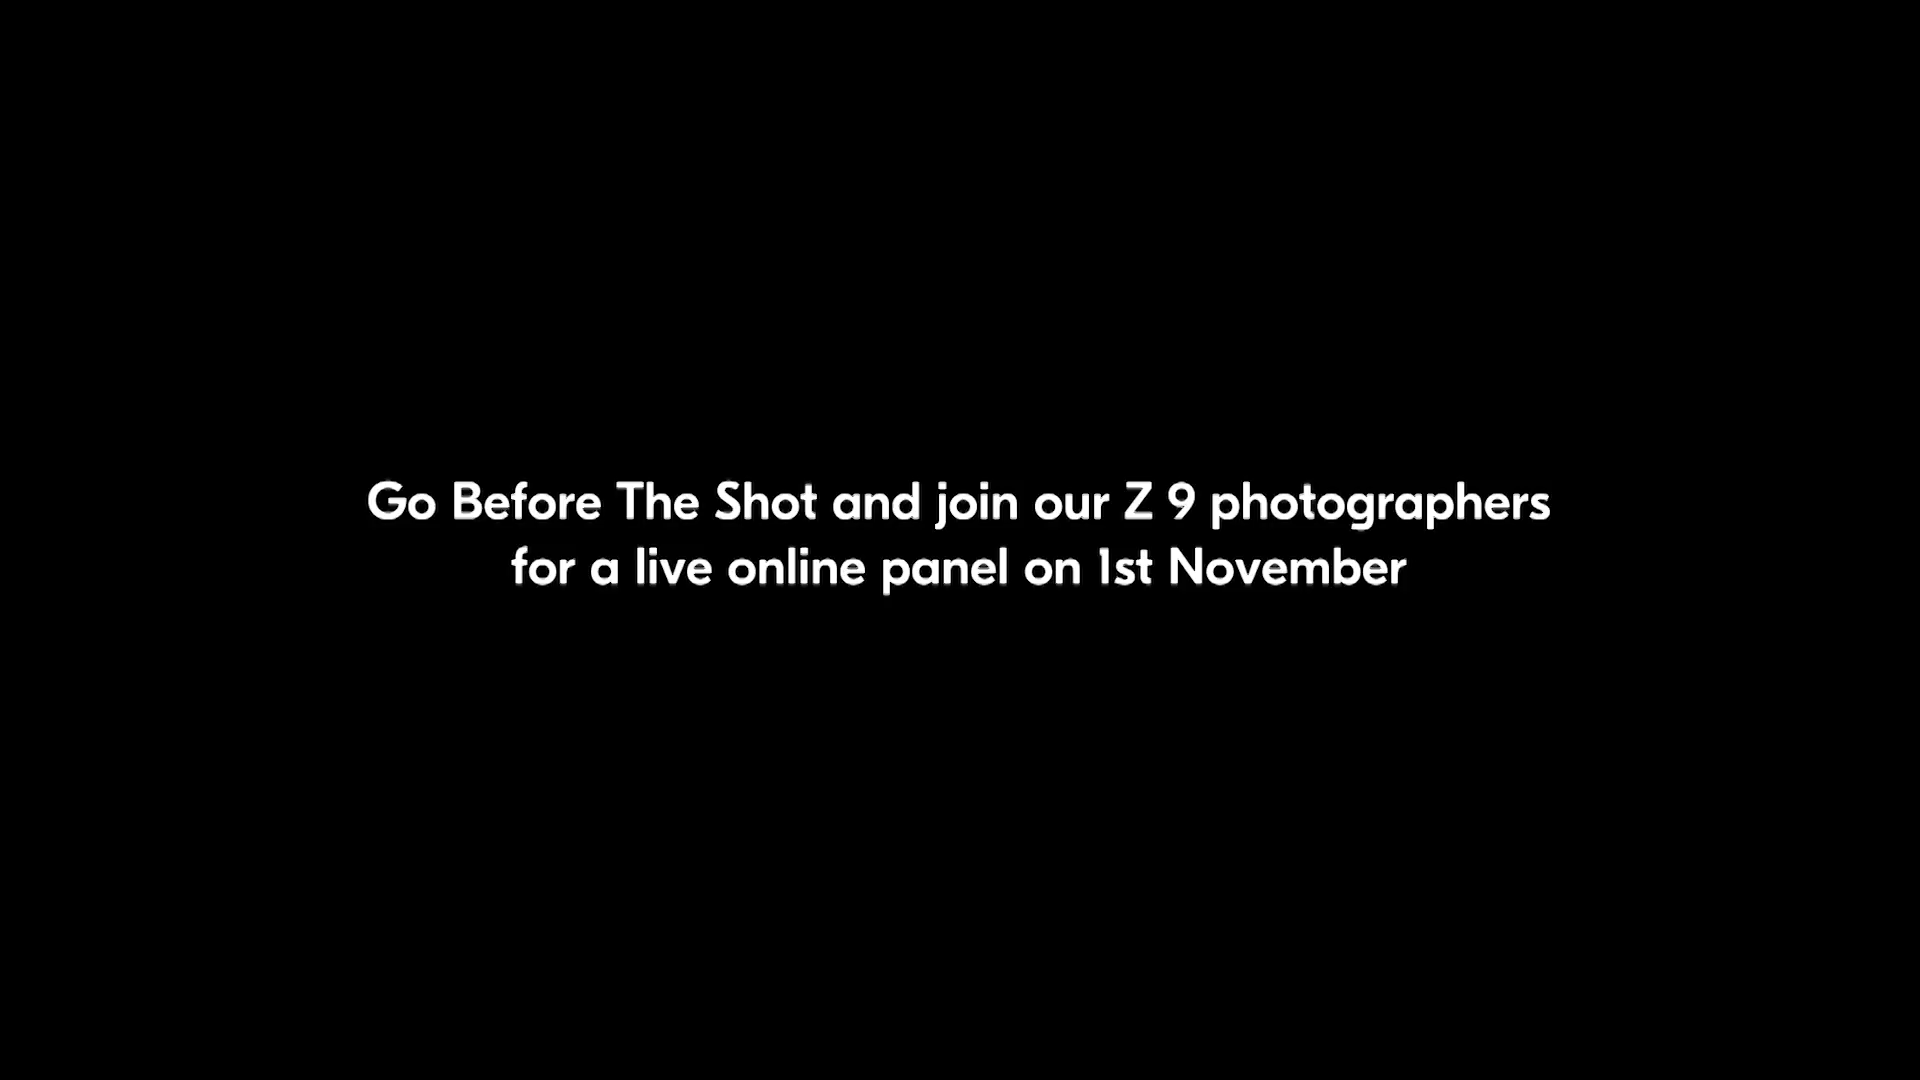 Go Before The Shot and join our Z 9 photographers
for a live online panel on 1st November